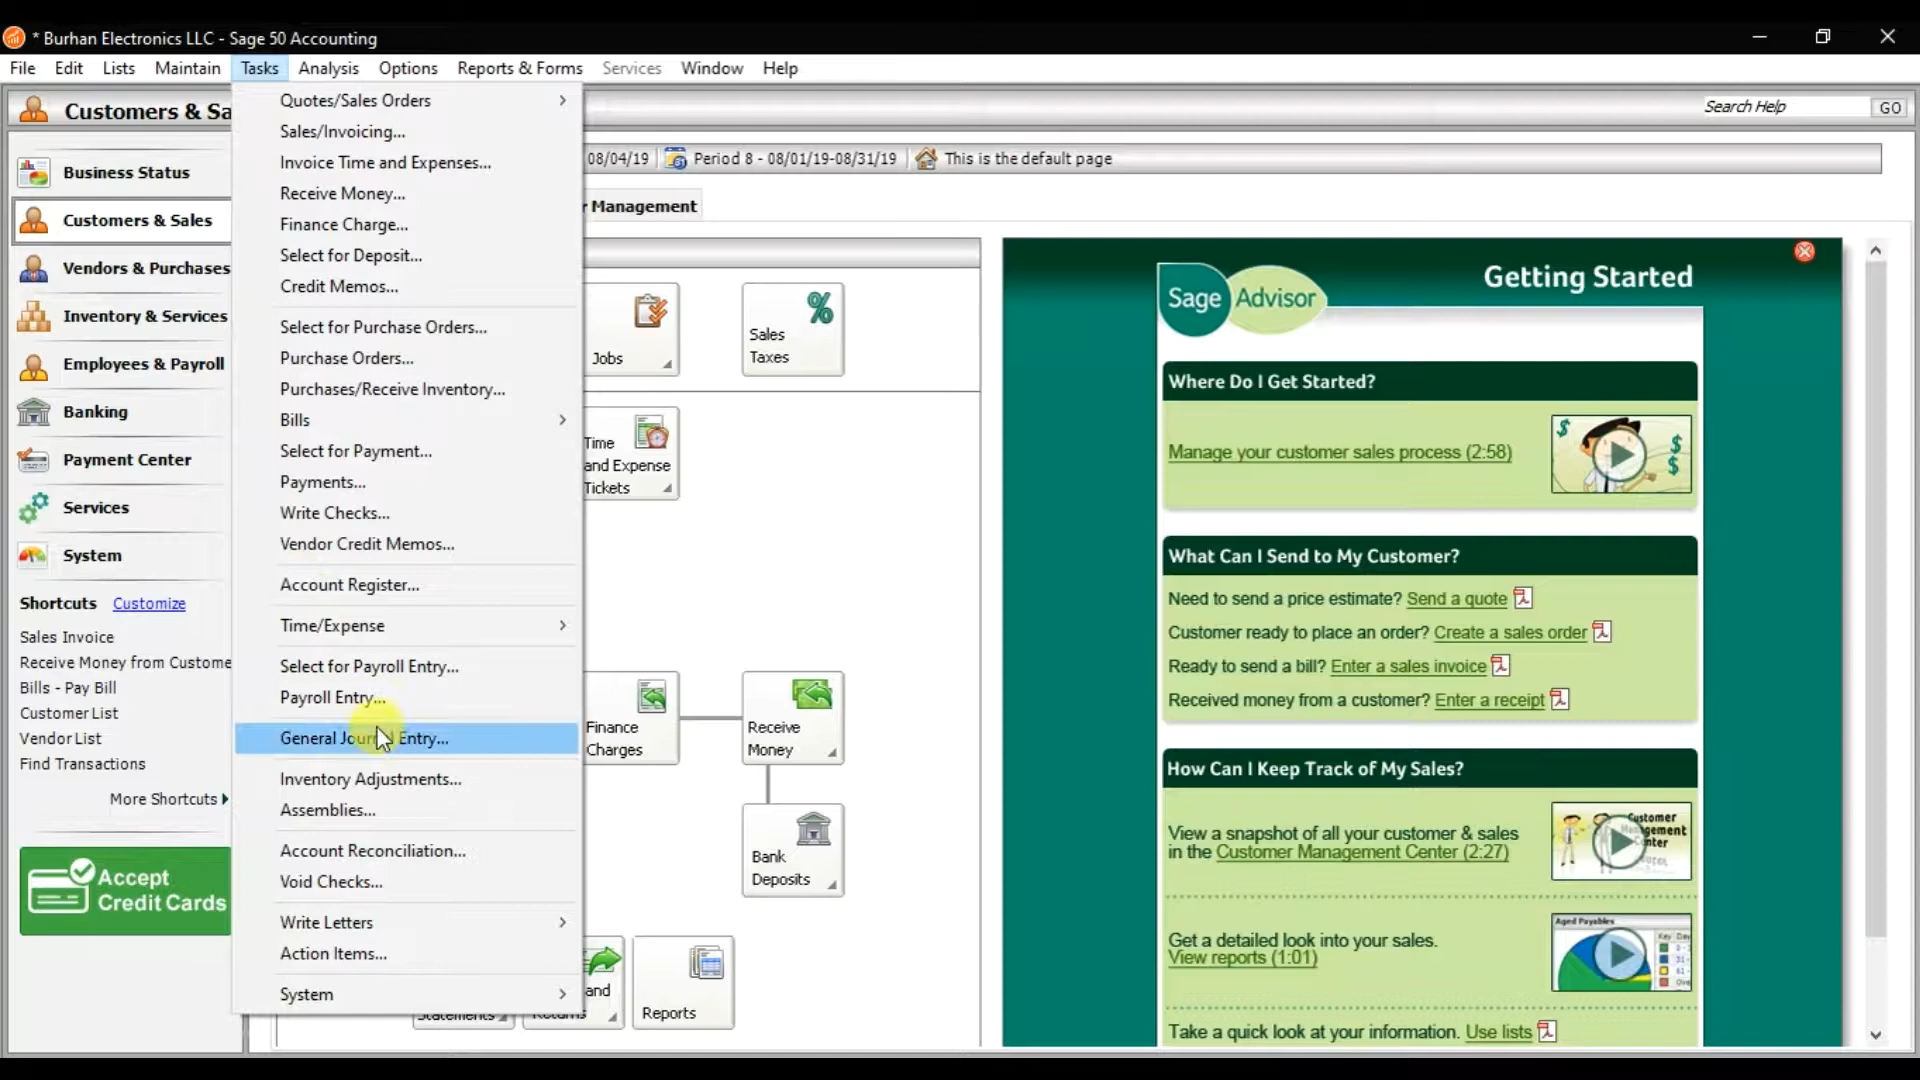 * Burhan Electronics LLC - Sage 50 Accounting
File Edit Lists Maintain Tasks Analysis Options Reports & Forms Services Window Help
Customers & Sa
Search Help GO
08/04/19 Period 8 - 08/01/19-08/31/19 This is the default page
Management
Business Status
Customers & Sales
Vendors & Purchases
Inventory & Services
Employees & Payroll
Banking
Payment Center
Services
System
Shortcuts Customize
Sales Invoice
Receive Money from Custome
Bills - Pay Bill
Customer List
Vendor List
Find Transactions
More Shortcuts
Accept
Credit Cards
Quotes/Sales Orders
Sales/Invoicing...
Invoice Time and Expenses...
Receive Money...
Finance Charge...
Select for Deposit...
Credit Memos...
Select for Purchase Orders...
Purchase Orders...
Purchases/Receive Inventory...
Bills
Select for Payment...
Payments...
Write Checks...
Vendor Credit Memos...
Account Register...
Time/Expense
Select for Payroll Entry...
Payroll Entry...
General Journal Entry...
Inventory Adjustments...
Assemblies...
Account Reconciliation...
Void Checks...
Write Letters
Action Items...
System
Jobs
Sales
Taxes
Time
and Expense
Tickets
Finance
Charges
Receive
Money
Bank
Deposits
Statements
and
Returns
Reports
Sage Advisor
Getting Started
Where Do I Get Started?
Manage your customer sales process (2:58)
What Can I Send to My Customer?
Need to send a price estimate? Send a quote
Customer ready to place an order? Create a sales order
Ready to send a bill? Enter a sales invoice
Received money from a customer? Enter a receipt
How Can I Keep Track of My Sales?
View a snapshot of all your customer & sales
in the Customer Management Center (2:27)
Customer
Get a detailed look into your sales.
View reports (1:01)
Aged Payables
Take a quick look at your information. Use lists